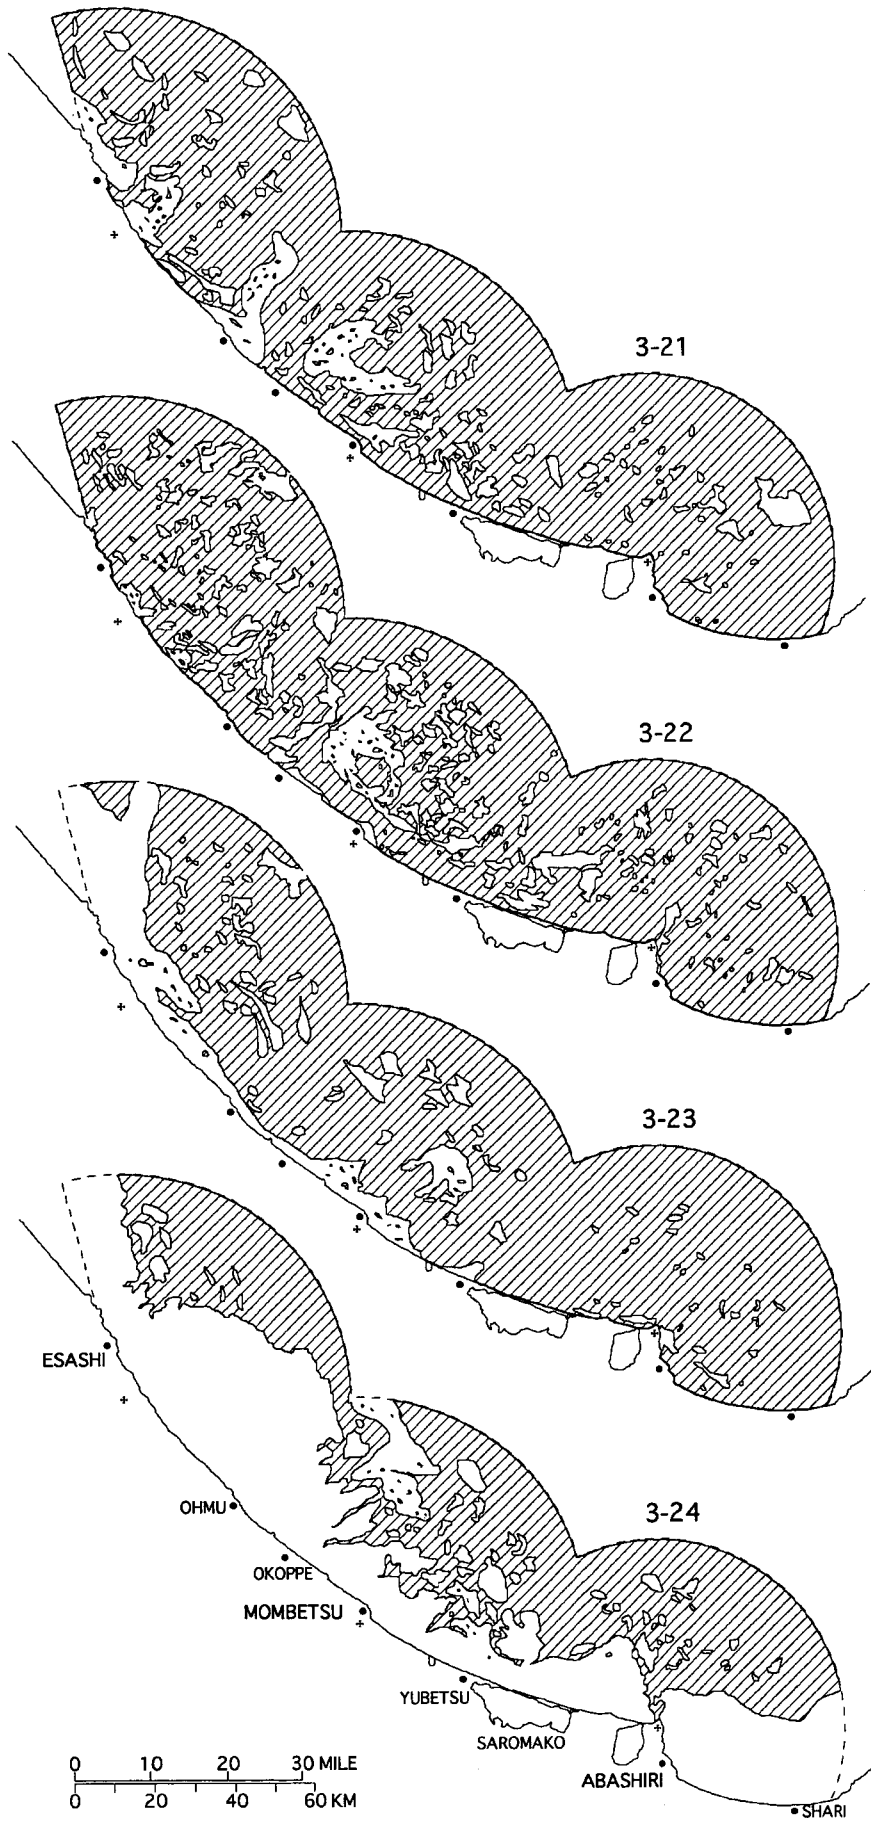 3-21
3-22
3-23
3-24
ESASHI
OHMU
OKOPPE
MOMBETSU
YUBETSU
SAROMAKO
ABASHIRI
SHARI
0 10 20 30 MILE
0 20 40 60 KM